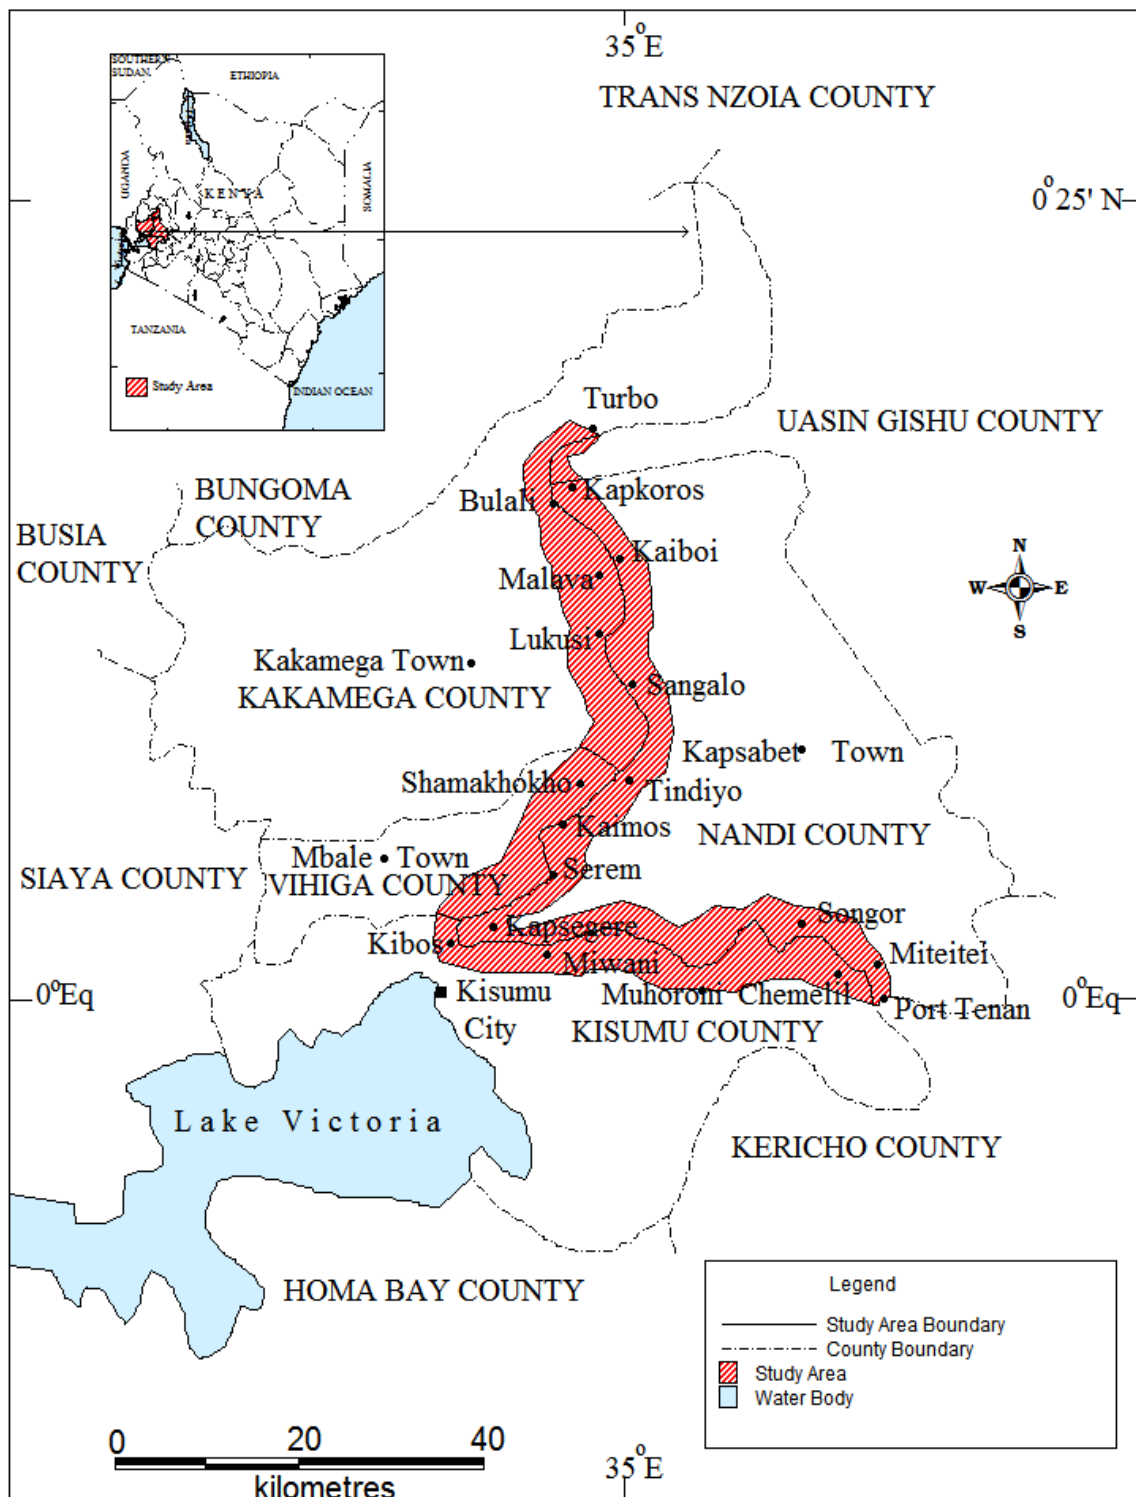 35°E
TRANS NZOIA COUNTY
SOUTHERN
SUDAN.
ETHIOPIA
UGANDA
KENYA
SOMALIA
TANZANIA
INDIAN OCEAN
Study Area
0°25' N
Turbo
UASIN GISHU COUNTY
BUNGOMA
COUNTY
BUSIA
COUNTY
Bulali
Kapkoros
Kaiboi
Malava
Lukusi
N
W
E
S
Kakamega Town
KAKAMEGA COUNTY
Sangalo
Kapsabet Town
Shamakhokho
Tindiyo
Kaimos
NANDI COUNTY
Mbale Town
Serem
SIAYA COUNTY
VIHIGA COUNTY
Songor
Kapsegere
Kibos
Miwani
Miteitei
0°Eq
Kisumu
City
Muhoroni
Chemelil
Port Tenan
0°Eq
KISUMU COUNTY
Lake Victoria
KERICHO COUNTY
HOMA BAY COUNTY
Legend
Study Area Boundary
County Boundary
Study Area
Water Body
0
20
40
kilometres
35°E